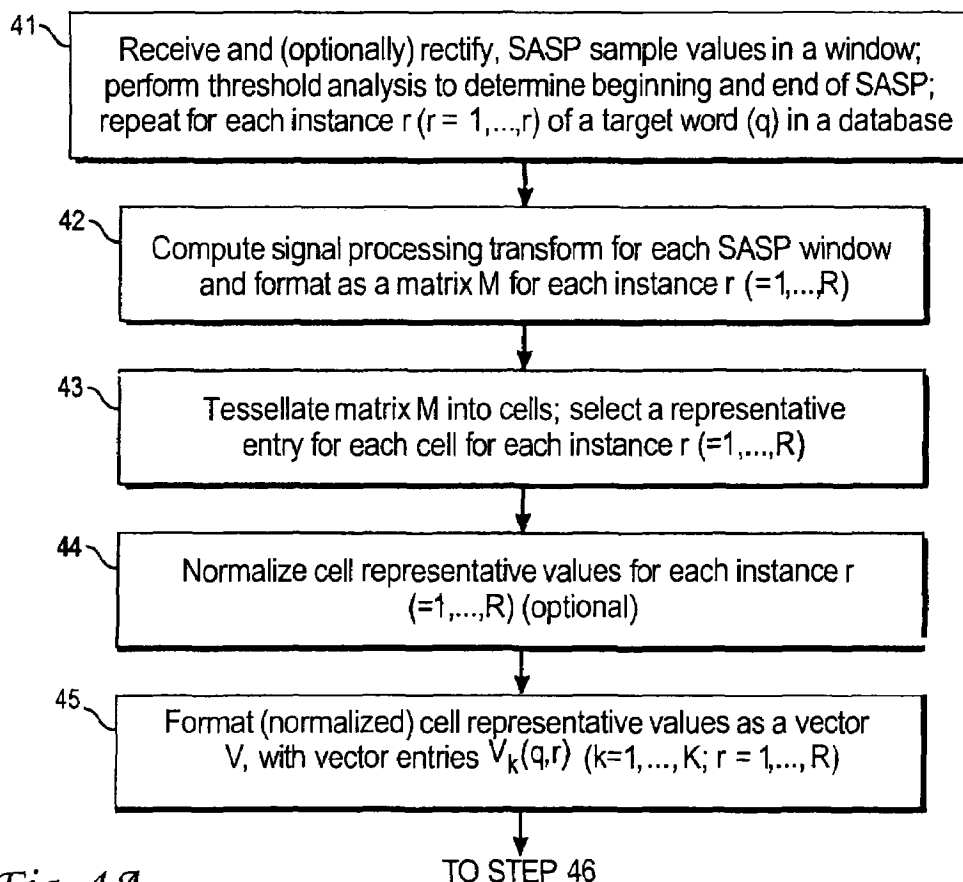 41
Receive and (optionally) rectify, SASP sample values in a window;
perform threshold analysis to determine beginning and end of SASP;
repeat for each instance r (r = 1,...,r) of a target word (q) in a database
42
Compute signal processing transform for each SASP window
and format as a matrix M for each instance r (=1,...,R)
43
Tessellate matrix M into cells; select a representative
entry for each cell for each instance r (=1,...,R)
44
Normalize cell representative values for each instance r
(=1,...,R) (optional)
45
Format (normalized) cell representative values as a vector
V, with vector entries V_k(q,r) (k=1,..., K; r = 1,..., R)
TO STEP 46
Fig. 4A